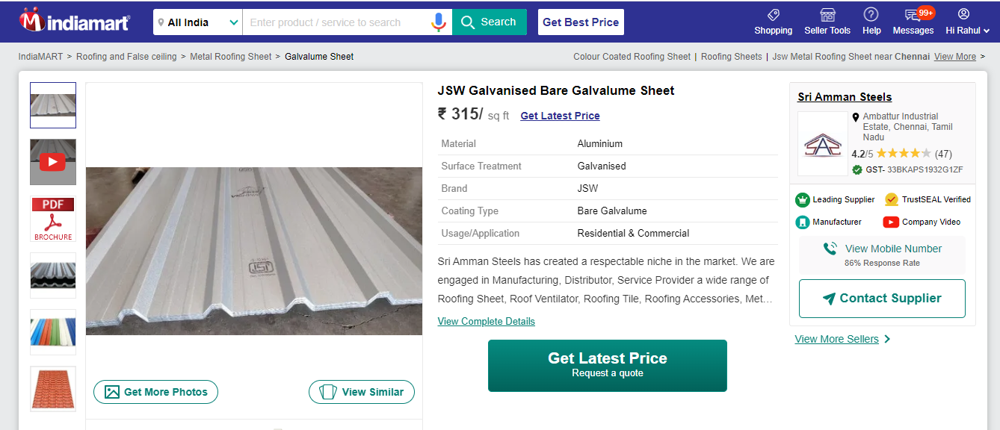 indiamart
All India
Enter product / service to search
Search
Get Best Price
Shopping
Seller Tools
Help
99+
Messages
Hi Rahul
IndiaMART > Roofing and False ceiling > Metal Roofing Sheet > Galvalume Sheet
Colour Coated Roofing Sheet | Roofing Sheets | Jsw Metal Roofing Sheet near Chennai View More >
PDF
BROCHURE
Get More Photos
View Similar
JSW Galvanised Bare Galvalume Sheet
₹ 315/ sq ft Get Latest Price
Material Aluminium
Surface Treatment Galvanised
Brand JSW
Coating Type Bare Galvalume
Usage/Application Residential & Commercial
Sri Amman Steels has created a respectable niche in the market. We are
engaged in Manufacturing, Distributor, Service Provider a wide range of
Roofing Sheet, Roof Ventilator, Roofing Tile, Roofing Accessories, Met...
View Complete Details
Get Latest Price
Request a quote
Sri Amman Steels
Ambattur Industrial
Estate, Chennai, Tamil
Nadu
4.2/5 (47)
GST- 33BKAPS1932G1ZF
Leading Supplier
TrustSEAL Verified
Manufacturer
Company Video
View Mobile Number
86% Response Rate
Contact Supplier
View More Sellers